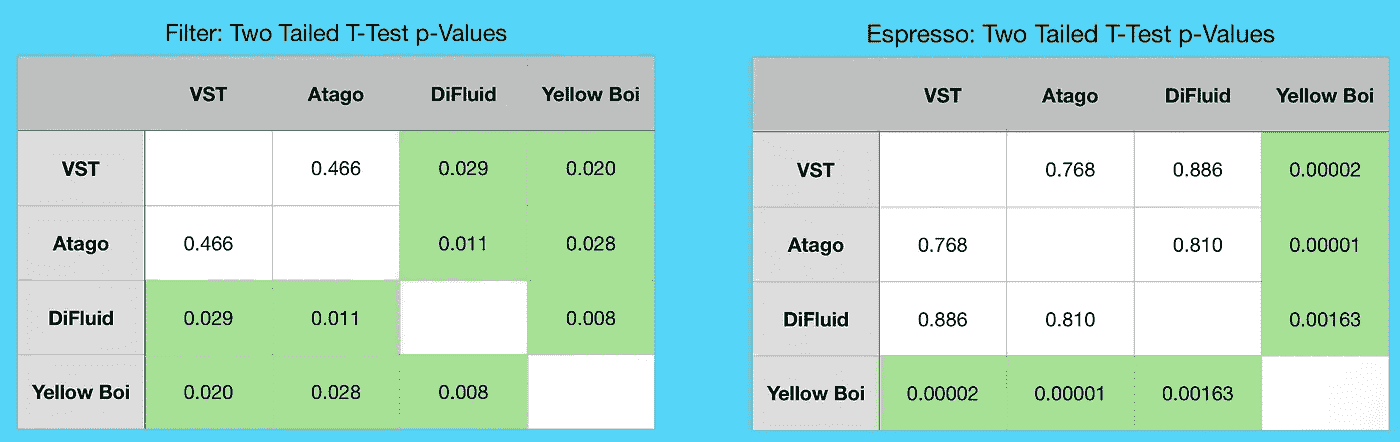 Filter: Two Tailed T-Test p-Values
VST Atago DiFluid Yellow Boi
VST 0.466 0.029 0.020
Atago 0.466 0.011 0.028
DiFluid 0.029 0.011 0.008
Yellow Boi 0.020 0.028 0.008
Espresso: Two Tailed T-Test p-Values
VST Atago DiFluid Yellow Boi
VST 0.768 0.886 0.00002
Atago 0.768 0.810 0.00001
DiFluid 0.886 0.810 0.00163
Yellow Boi 0.00002 0.00001 0.00163